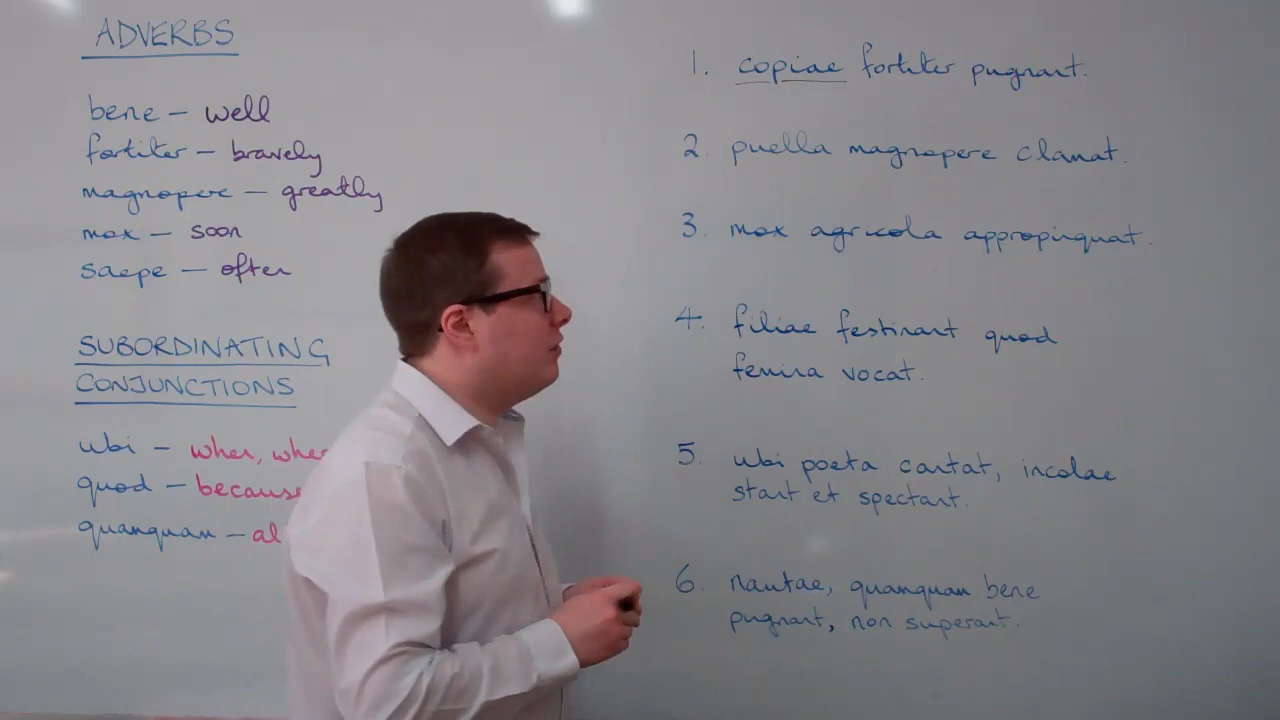 ADVERBS
bene – well
fortiter – bravely
magnopere – greatly
mox – soon
saepe – often
SUBORDINATING
CONJUNCTIONS
ubi – when,
quod – because
quamquam –
1. copiae fortiter pugnant.
2. puella magnopere clamat.
3. mox agricola appropinquat.
4. filiae festinant quod
femina vocat.
5. ubi poeta cantat, incolae
stant et spectant.
6. nautae, quamquam bene
pugnant, non superant.